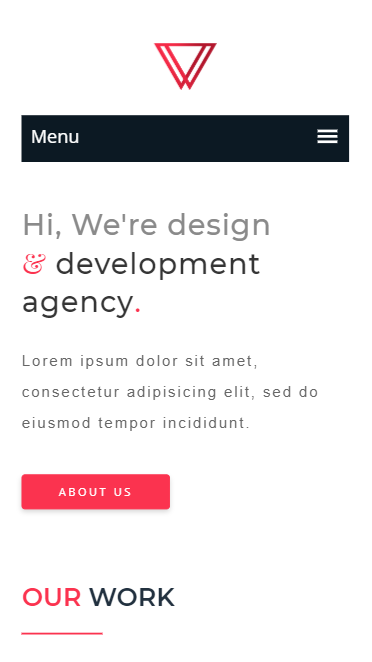 Menu
Hi, We're design
& development
agency.
Lorem ipsum dolor sit amet,
consectetur adipisicing elit, sed do
eiusmod tempor incididunt.
ABOUT US
OUR WORK